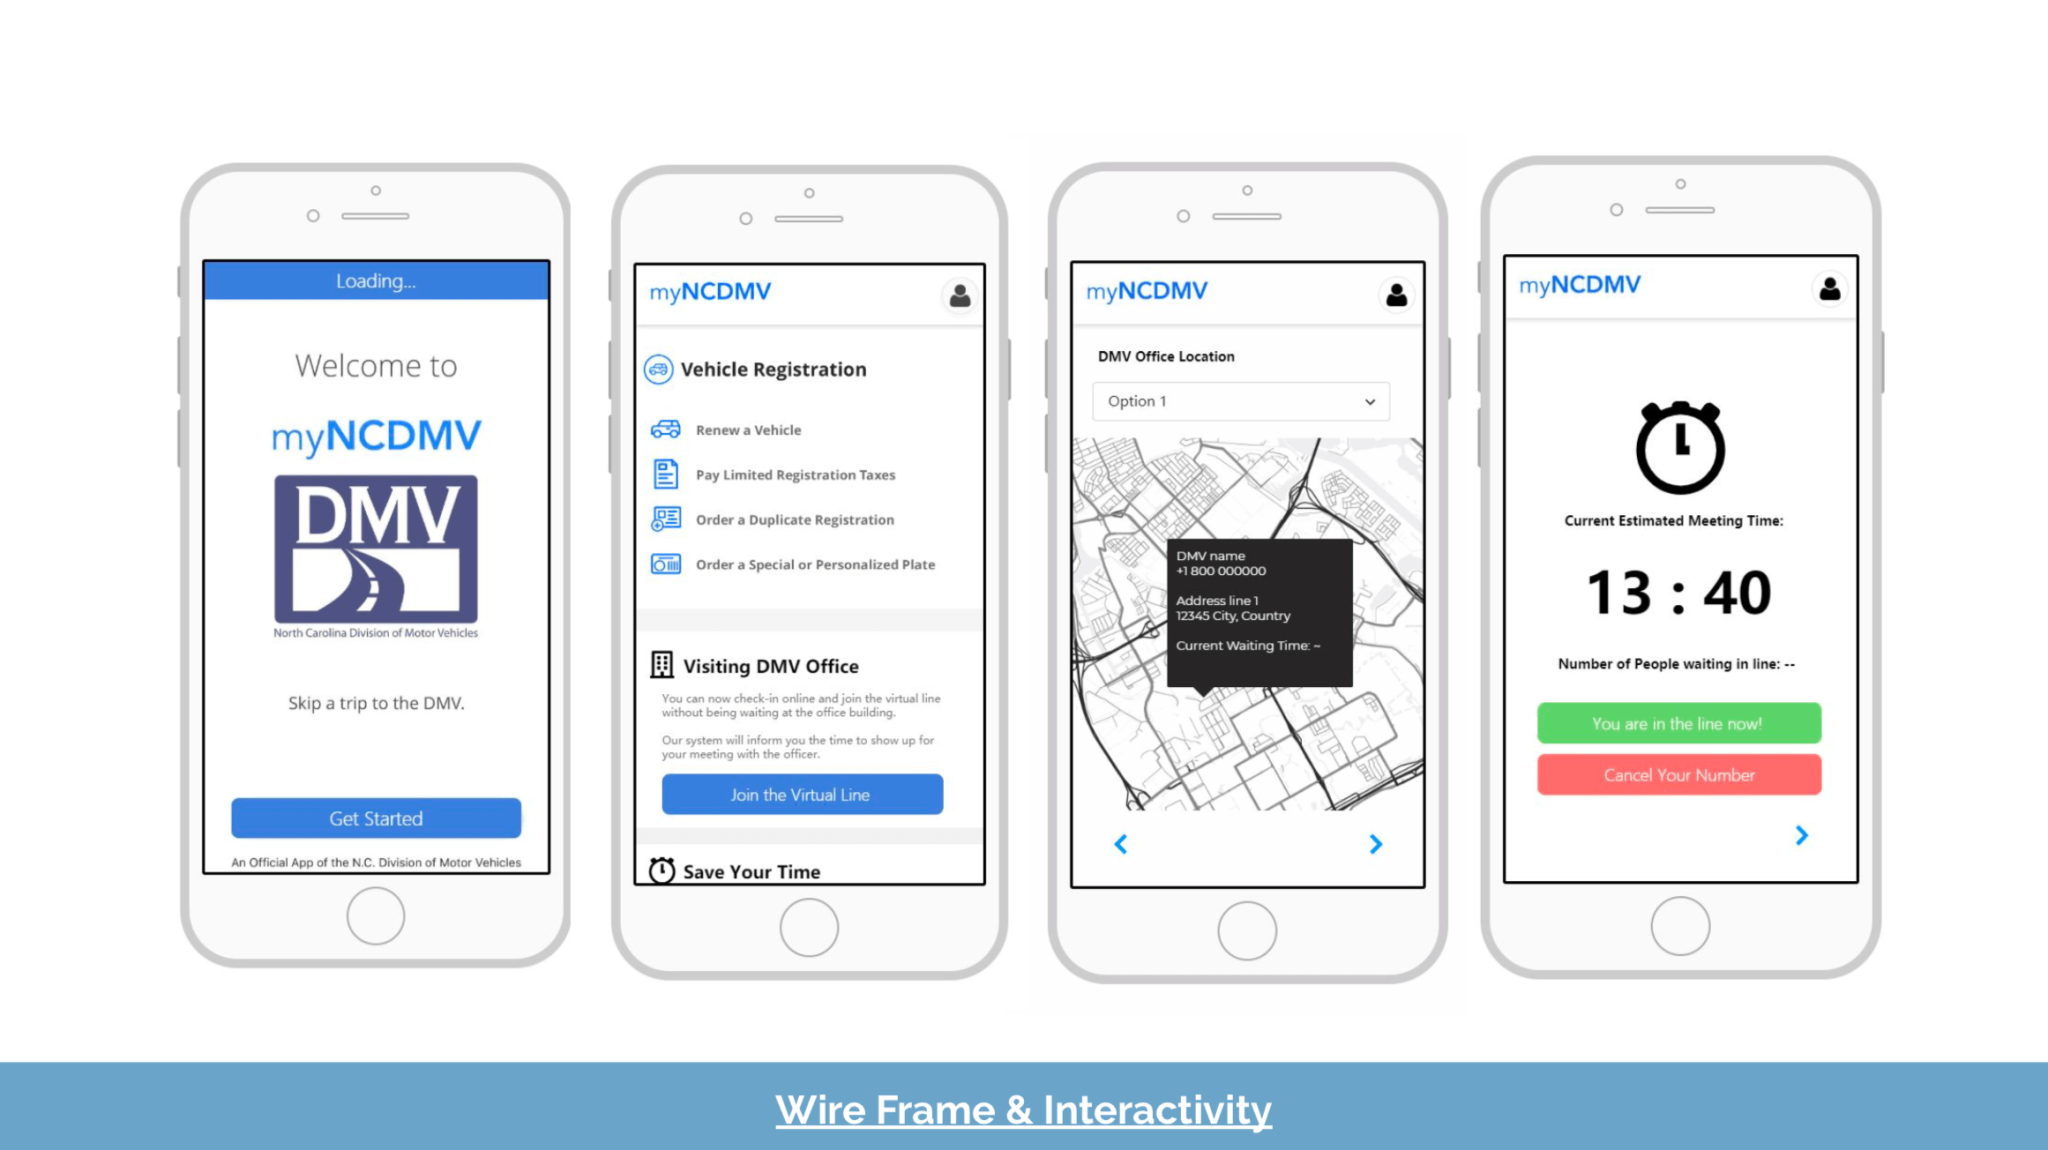 Loading...
Welcome to
myNCDMV
DMV
North Carolina Division of Motor Vehicles
Skip a trip to the DMV.
Get Started
An Official App of the N.C. Division of Motor Vehicles
myNCDMV
Vehicle Registration
Renew a Vehicle
Pay Limited Registration Taxes
Order a Duplicate Registration
Order a Special or Personalized Plate
Visiting DMV Office
You can now check-in online and join the virtual line
without being waiting at the office building.
Our system will inform you the time to show up for
your meeting with the officer.
Join the Virtual Line
Save Your Time
myNCDMV
DMV Office Location
Option 1
DMV name
+1 800 000000
Address line 1
12345 City, Country
Current Waiting Time: ~
myNCDMV
Current Estimated Meeting Time:
13 : 40
Number of People waiting in line: --
You are in the line now!
Cancel Your Number
Wire Frame & Interactivity